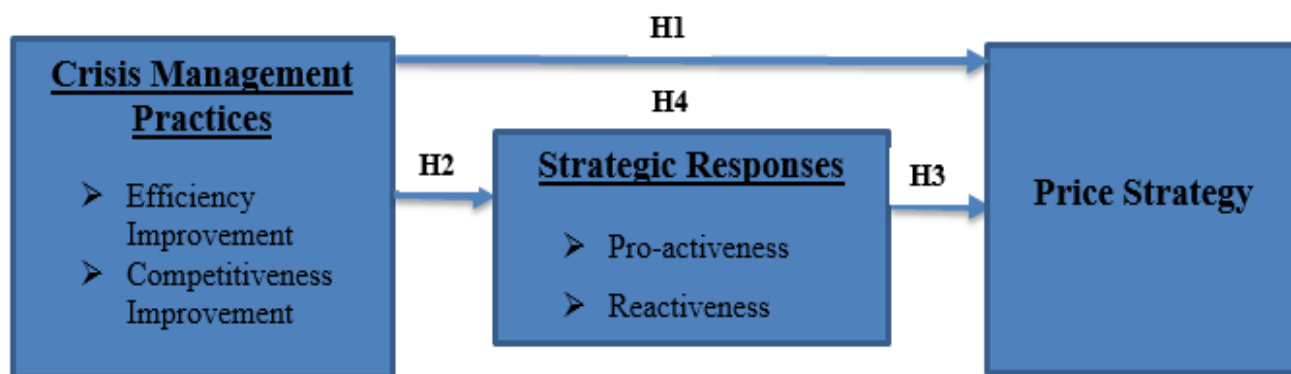 H1
Crisis Management
Practices
➢ Efficiency
Improvement
➢ Competitiveness
Improvement
H2
H4
Strategic Responses
➢ Pro-activeness
➢ Reactiveness
H3
Price Strategy